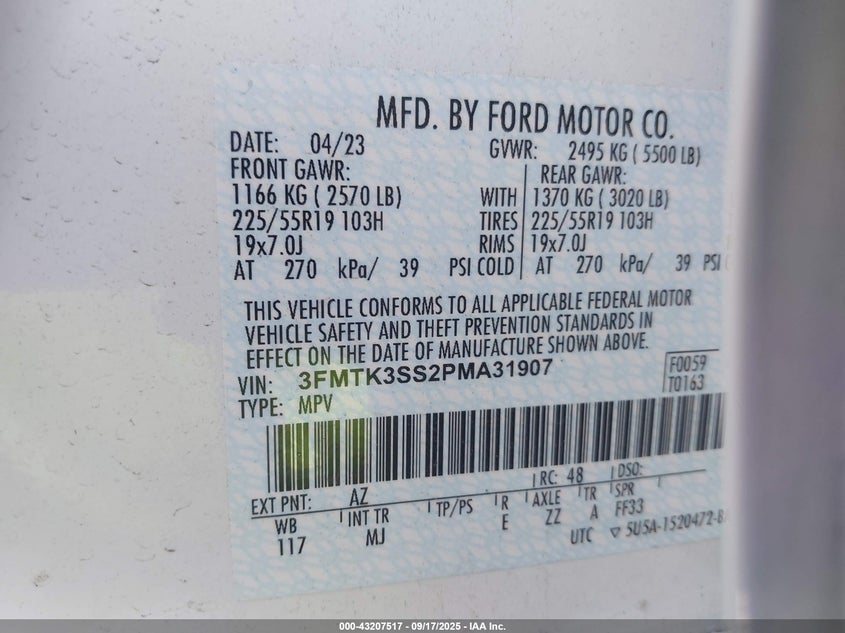 MFD. BY FORD MOTOR CO.
DATE: 04/23 GVWR: 2495 KG ( 5500 LB)
FRONT GAWR: REAR GAWR:
1166 KG ( 2570 LB) WITH 1370 KG ( 3020 LB)
225/55R19 103H TIRES 225/55R19 103H
19x7.0J RIMS 19x7.0J
AT 270 kPa/ 39 PSI COLD AT 270 kPa/ 39 PSI
THIS VEHICLE CONFORMS TO ALL APPLICABLE FEDERAL MOTOR
VEHICLE SAFETY AND THEFT PREVENTION STANDARDS IN
EFFECT ON THE DATE OF MANUFACTURE SHOWN ABOVE.
VIN: 3FMTK3SS2PMA31907 F0059
TYPE: MPV T0163
RC: 48 DSO:
EXT PNT: AZ
WB INT TR TP/PS R AXLE TR SPR
117 MJ E ZZ A FF33
UTC ▽ 5U5A-1520472-B
000-43207517 - 09/17/2025 - IAA Inc.